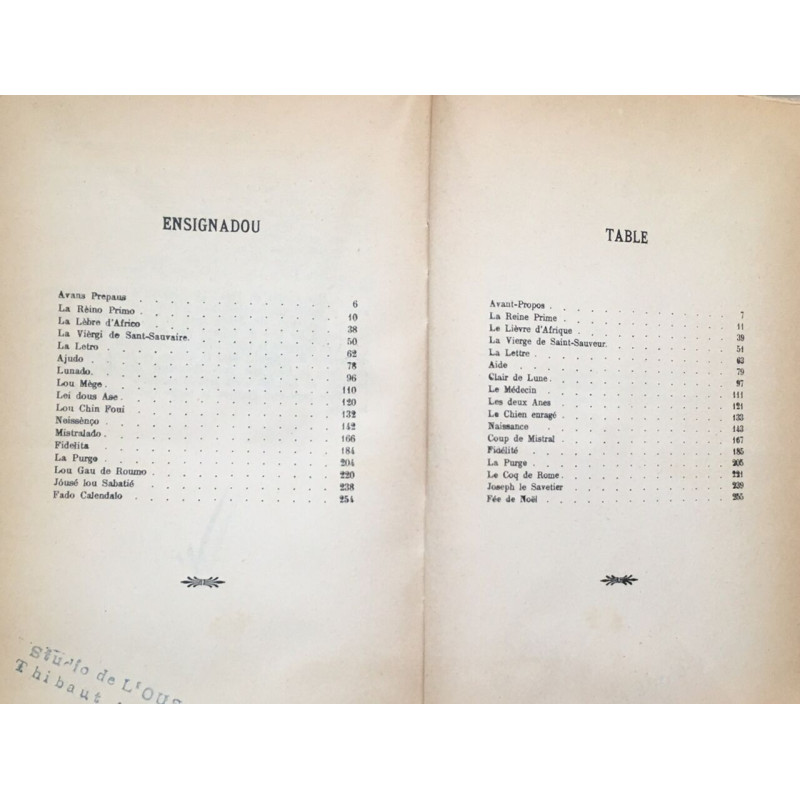 ENSIGNADOU
Avans Prepaus . . . . . . . . . . . . . 6
La Rèino Primo . . . . . . . . . . . . 10
La Lèbre d'Africo . . . . . . . . . . . 38
La Vièrgi de Sant-Sauvaire. . . . . . . . 50
La Letro . . . . . . . . . . . . . . 62
Ajudo . . . . . . . . . . . . . . . 78
Lunado. . . . . . . . . . . . . . . 96
Lou Mège. . . . . . . . . . . . . . 110
Lei dous Ase. . . . . . . . . . . . . 120
Lou Chin Foui . . . . . . . . . . . . 132
Neissènço . . . . . . . . . . . . . 142
Mistralado. . . . . . . . . . . . . . 166
Fidelita . . . . . . . . . . . . . . 184
La Purgo . . . . . . . . . . . . . . 204
Lou Gau de Roumo . . . . . . . . . . . 220
Jóusé lou Sabatié . . . . . . . . . . . 238
Fado Calendalo . . . . . . . . . . . . 254
Studio de L'OUS
Thibaut
TABLE
Avant-Propos . . . . . . . . . . . . . 7
La Reine Prime . . . . . . . . . . . . 11
Le Lièvre d'Afrique . . . . . . . . . . 39
La Vierge de Saint-Sauveur. . . . . . . . 51
La Lettre . . . . . . . . . . . . . . 63
Aide . . . . . . . . . . . . . . . 79
Clair de Lune. . . . . . . . . . . . . 97
Le Médecin . . . . . . . . . . . . . 111
Les deux Anes . . . . . . . . . . . . 121
Le Chien enragé . . . . . . . . . . . 133
Naissance . . . . . . . . . . . . . 143
Coup de Mistral . . . . . . . . . . . 167
Fidélité . . . . . . . . . . . . . . 185
La Purge . . . . . . . . . . . . . . 205
Le Coq de Rome. . . . . . . . . . . . 221
Joseph le Savetier . . . . . . . . . . 239
Fée de Noël . . . . . . . . . . . . . 255